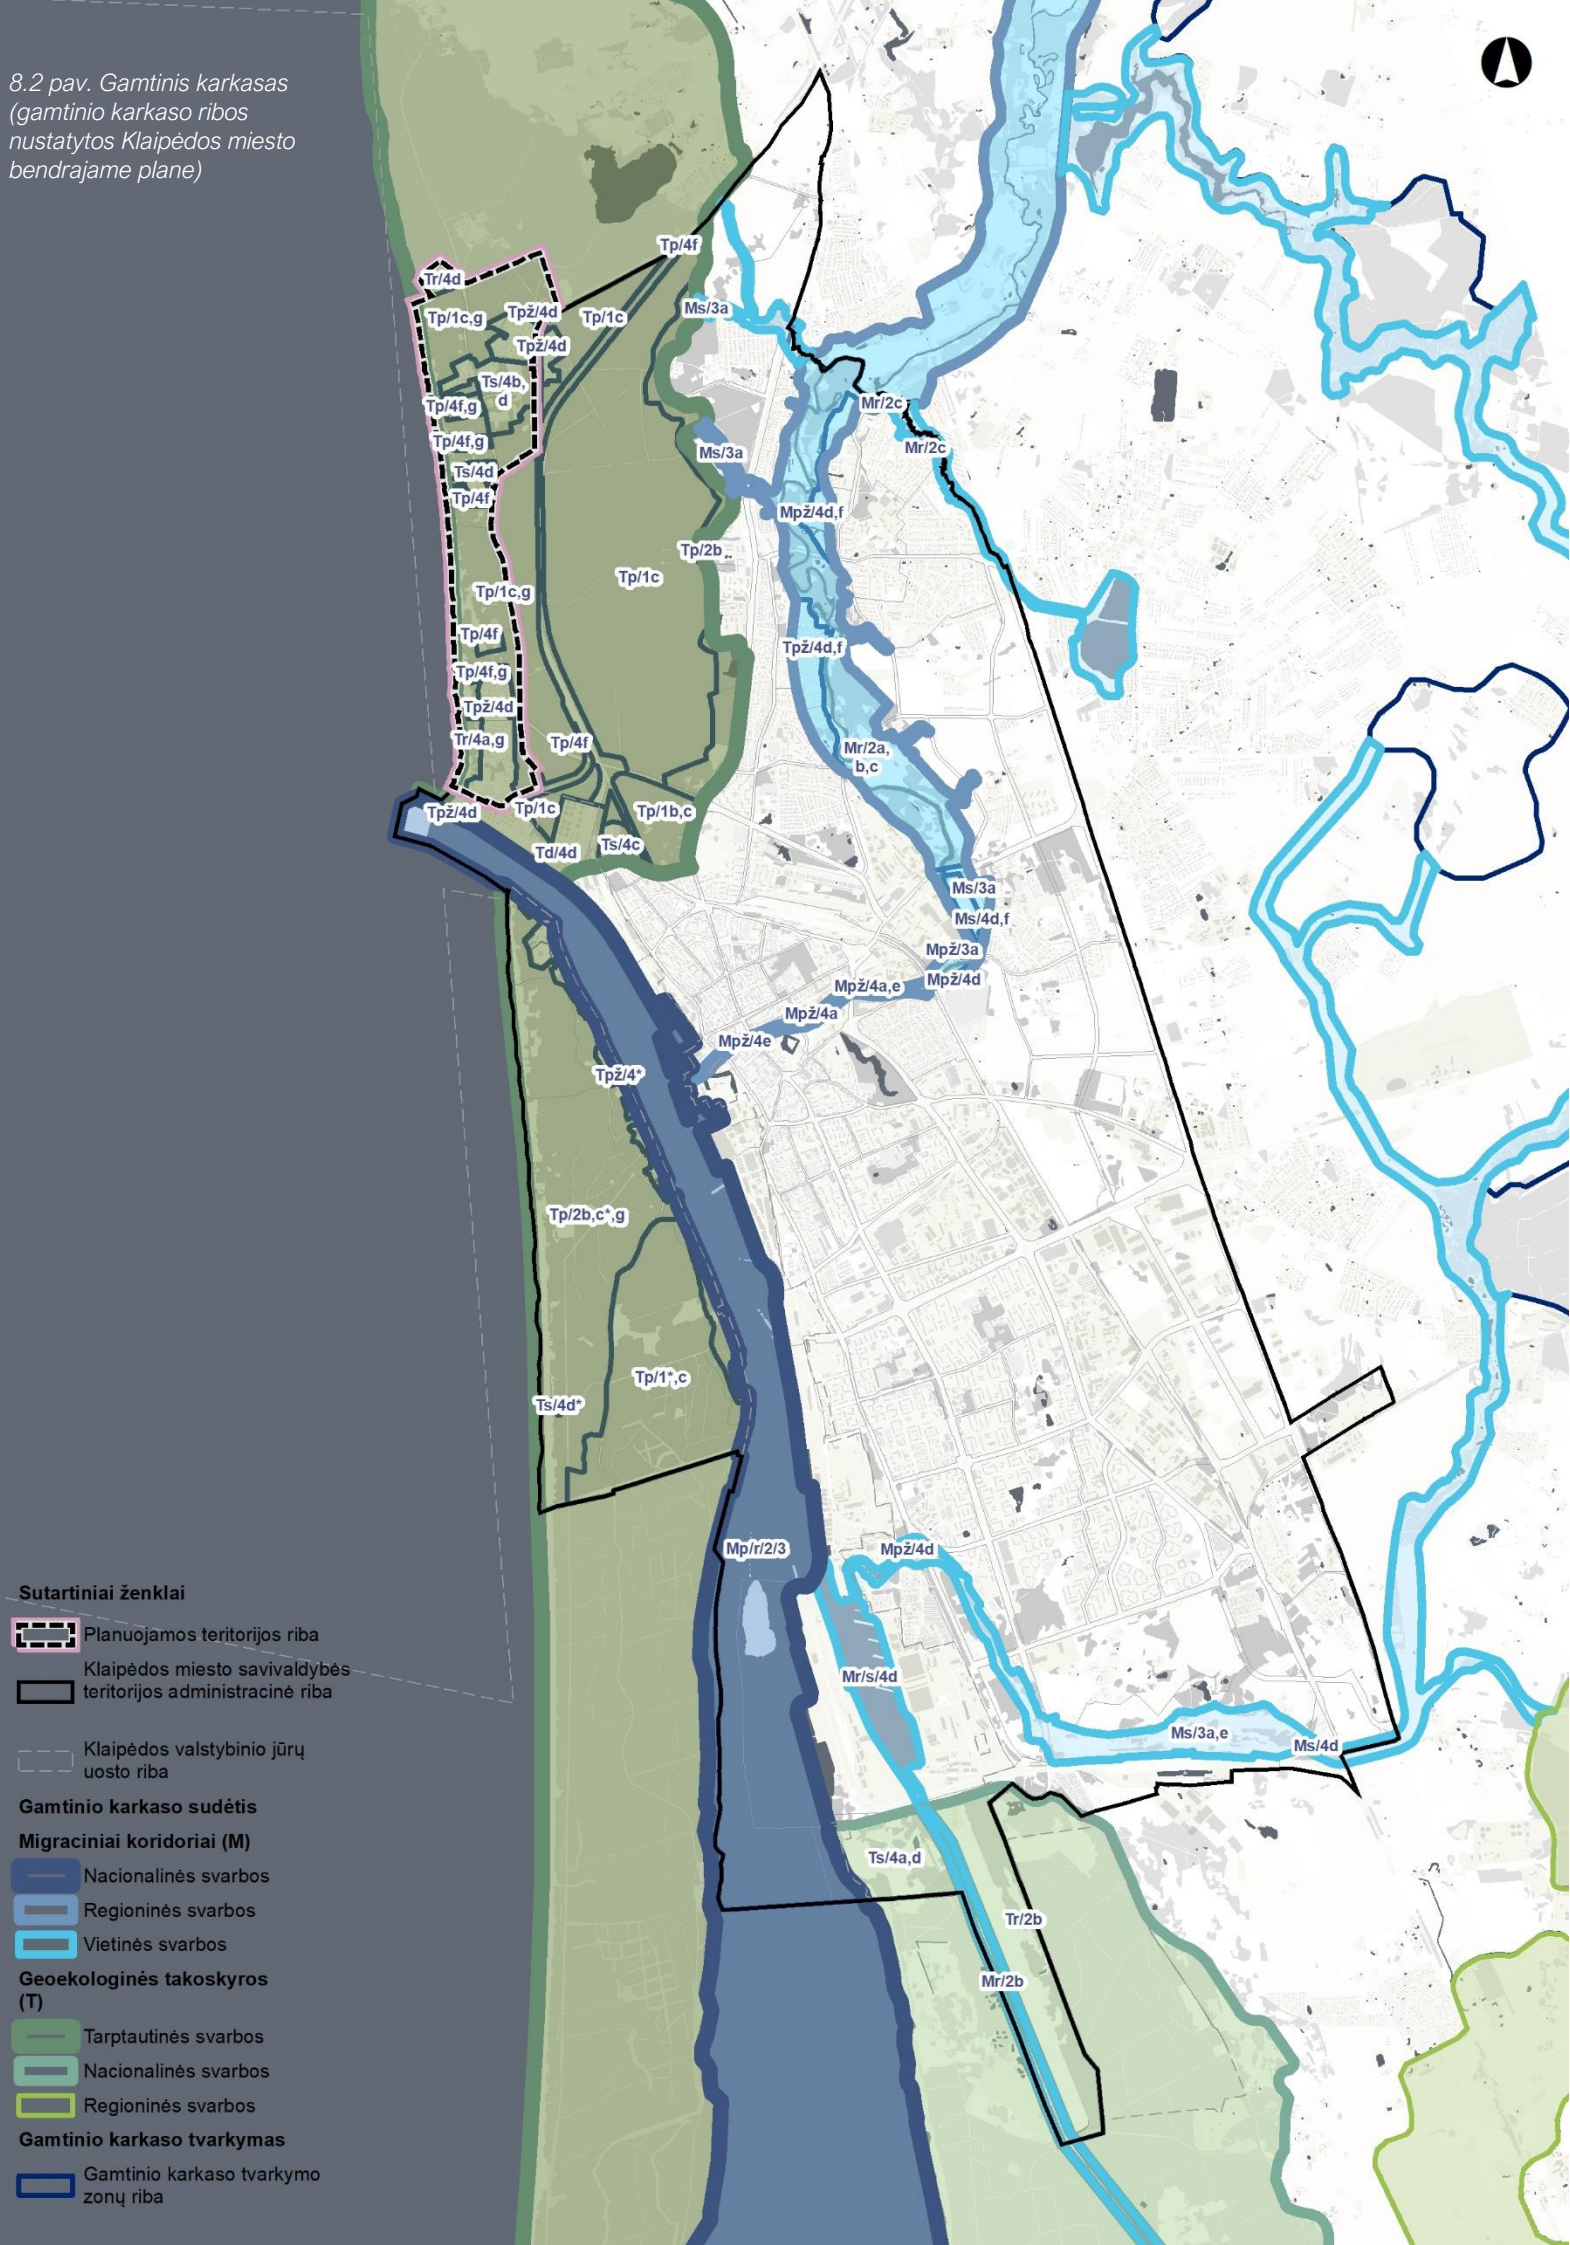 8.2 pav. Gamtinis karkasas
(gamtinio karkaso ribos
nustatytos Klaipėdos miesto
bendrajame plane)
Tp/4f
Tr/4d
Tp/1c,g
Tpž/4d
Tp/1c
Ms/3a
Tpž/4d
Ts/4b,
d
Tp/4f,g
Mr/2c
Tp/4f,g
Mr/2c
Ms/3a
Ts/4d
Tp/4f
Mpž/4d,f
Tp/2b
Tp/1c
Tp/1c,g
Tp/4f
Tpž/4d,f
Tp/4f,g
Tpž/4d
Tr/4a,g
Tp/4f
Mr/2a,
b,c
Tpž/4d
Tp/1c
Tp/1b,c
Td/4d
Ts/4c
Ms/3a
Ms/4d,f
Mpž/3a
Mpž/4d
Mpž/4a,e
Mpž/4a
Mpž/4e
Tpž/4*
Tp/2b,c*,g
Tp/1*,c
Ts/4d*
Mp/r/2/3
Mpž/4d
Mr/s/4d
Ms/3a,e
Ms/4d
Ts/4a,d
Tr/2b
Mr/2b
Sutartiniai ženklai
Planuojamos teritorijos riba
Klaipėdos miesto savivaldybės
teritorijos administracinė riba
Klaipėdos valstybinio jūrų
uosto riba
Gamtinio karkaso sudėtis
Migraciniai koridoriai (M)
Nacionalinės svarbos
Regioninės svarbos
Vietinės svarbos
Geoekologinės takoskyros
(T)
Tarptautinės svarbos
Nacionalinės svarbos
Regioninės svarbos
Gamtinio karkaso tvarkymas
Gamtinio karkaso tvarkymo
zonų riba